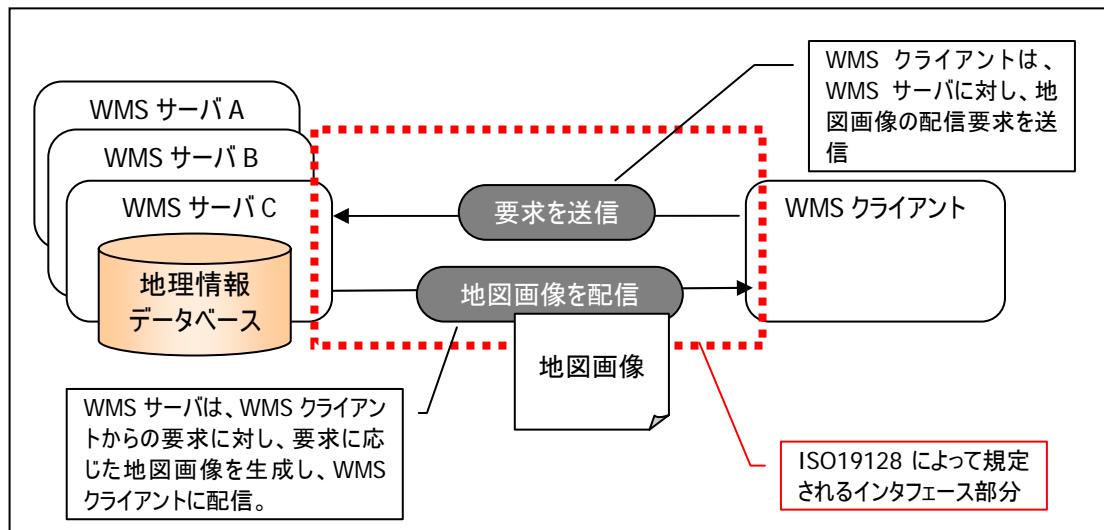 WMS クライアントは、
WMS サーバに対し、地
図画像の配信要求を送
信
WMS サーバ A
WMS サーバ B
WMS サーバ C
要求を送信
WMS クライアント
地理情報
データベース
地図画像を配信
地図画像
WMS サーバは、WMS クライアン
トからの要求に対し、要求に応
じた地図画像を生成し、WMS
クライアントに配信。
ISO19128 によって規定
されるインタフェース部分